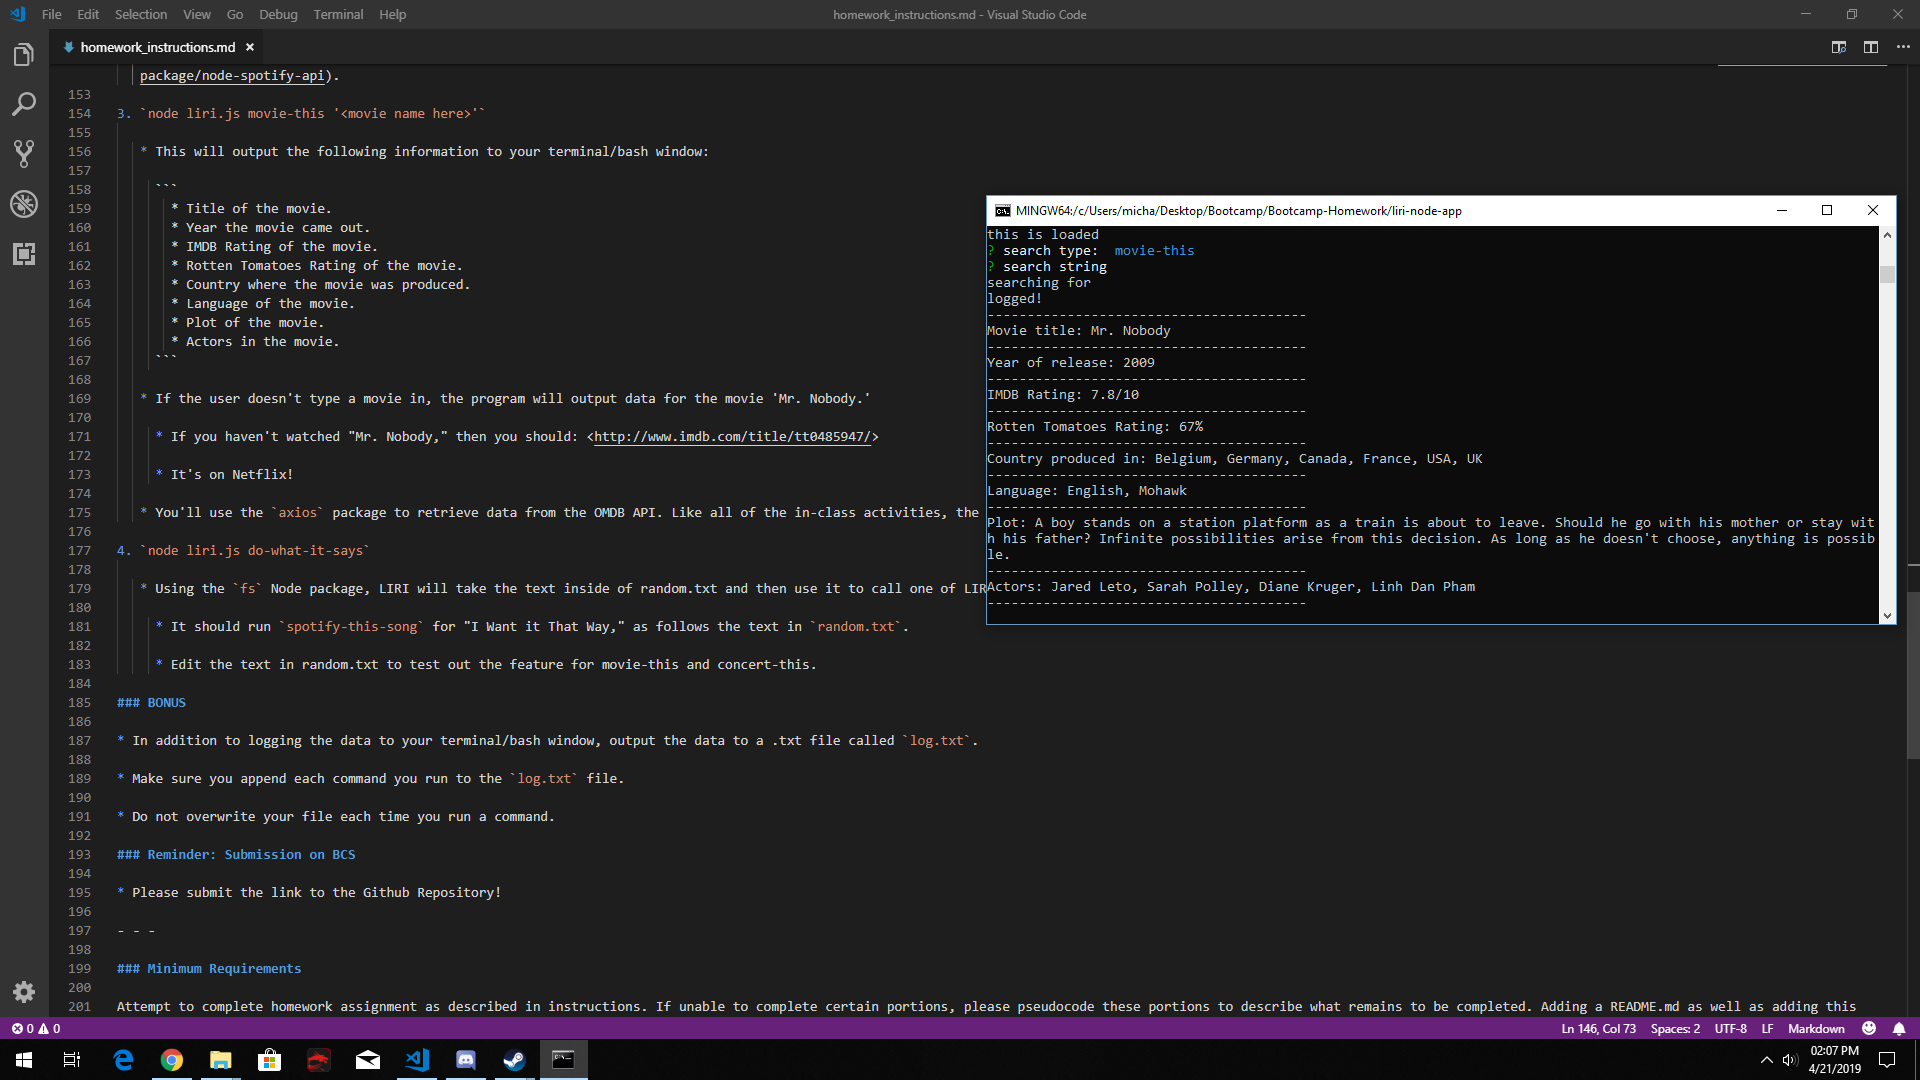 File Edit Selection View Go Debug Terminal Help
homework_instructions.md - Visual Studio Code
homework_instructions.md ×
package/node-spotify-api).
153
154 3. `node liri.js movie-this '<movie name here>'`
155
156 * This will output the following information to your terminal/bash window:
157
158 ```
159 * Title of the movie.
160 * Year the movie came out.
161 * IMDB Rating of the movie.
162 * Rotten Tomatoes Rating of the movie.
163 * Country where the movie was produced.
164 * Language of the movie.
165 * Plot of the movie.
166 * Actors in the movie.
167 ```
168
169 * If the user doesn't type a movie in, the program will output data for the movie 'Mr. Nobody.'
170
171 * If you haven't watched "Mr. Nobody," then you should: <http://www.imdb.com/title/tt0485947/>
172
173 * It's on Netflix!
174
175 * You'll use the `axios` package to retrieve data from the OMDB API. Like all of the in-class activities, the
176
177 4. `node liri.js do-what-it-says`
178
179 * Using the `fs` Node package, LIRI will take the text inside of random.txt and then use it to call one of LIR
180
181 * It should run `spotify-this-song` for "I Want it That Way," as follows the text in `random.txt`.
182
183 * Edit the text in random.txt to test out the feature for movie-this and concert-this.
184
185 ### BONUS
186
187 * In addition to logging the data to your terminal/bash window, output the data to a .txt file called `log.txt`.
188
189 * Make sure you append each command you run to the `log.txt` file.
190
191 * Do not overwrite your file each time you run a command.
192
193 ### Reminder: Submission on BCS
194
195 * Please submit the link to the Github Repository!
196
197 - - -
198
199 ### Minimum Requirements
200
201 Attempt to complete homework assignment as described in instructions. If unable to complete certain portions, please pseudocode these portions to describe what remains to be completed. Adding a README.md as well as adding this
MINGW64:/c/Users/micha/Desktop/Bootcamp/Bootcamp-Homework/liri-node-app
this is loaded
? search type: movie-this
? search string
searching for
logged!
----------------------------------------
Movie title: Mr. Nobody
----------------------------------------
Year of release: 2009
----------------------------------------
IMDB Rating: 7.8/10
----------------------------------------
Rotten Tomatoes Rating: 67%
----------------------------------------
Country produced in: Belgium, Germany, Canada, France, USA, UK
----------------------------------------
Language: English, Mohawk
----------------------------------------
Plot: A boy stands on a station platform as a train is about to leave. Should he go with his mother or stay wit
h his father? Infinite possibilities arise from this decision. As long as he doesn't choose, anything is possib
le.
----------------------------------------
Actors: Jared Leto, Sarah Polley, Diane Kruger, Linh Dan Pham
----------------------------------------
0 0
Ln 146, Col 73 Spaces: 2 UTF-8 LF Markdown
02:07 PM
4/21/2019